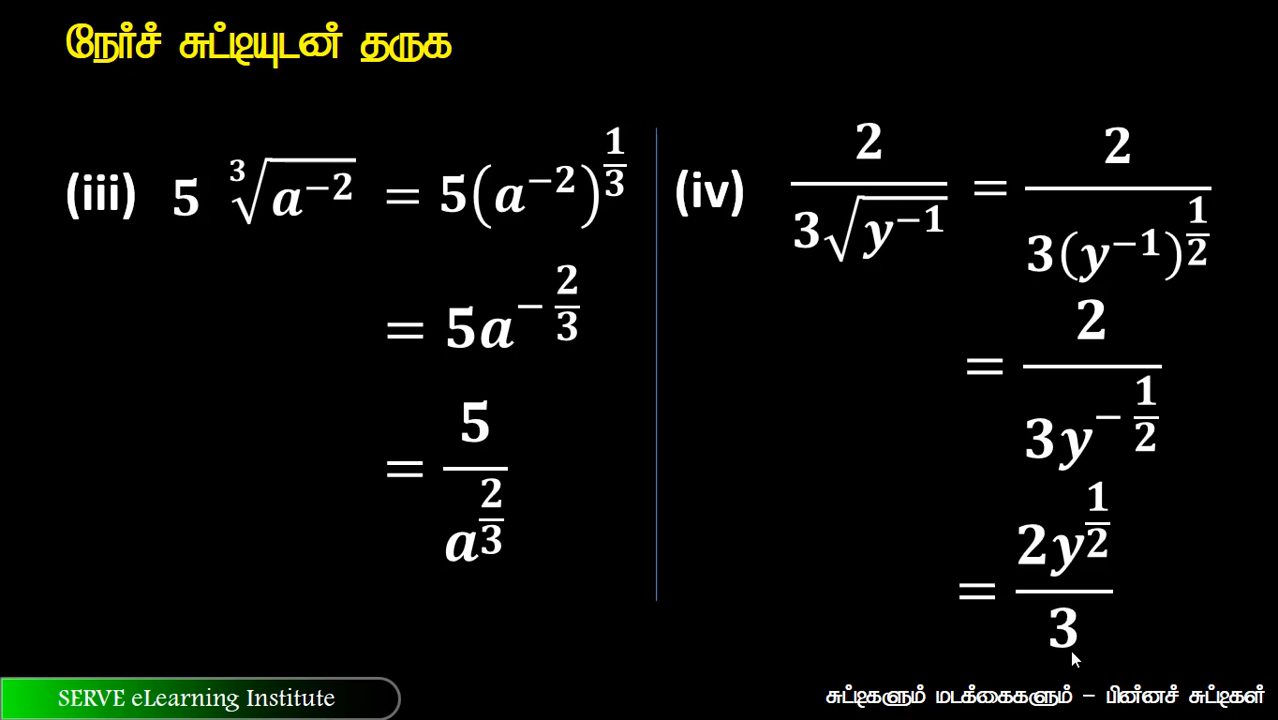 நேர்ச் சுட்டியுடன் தருக
(iii) 5 ∛(a⁻²) = 5(a⁻²)^(1/3)
= 5a^(-2/3)
= 5/a^(2/3)
(iv) 2/(3√(y⁻¹)) = 2/(3(y⁻¹)^(1/2))
= 2/(3y^(-1/2))
= 2y^(1/2)/3
SERVE eLearning Institute
சுட்டிகளும் மடக்கைகளும் – பின்னச் சுட்டிகள்